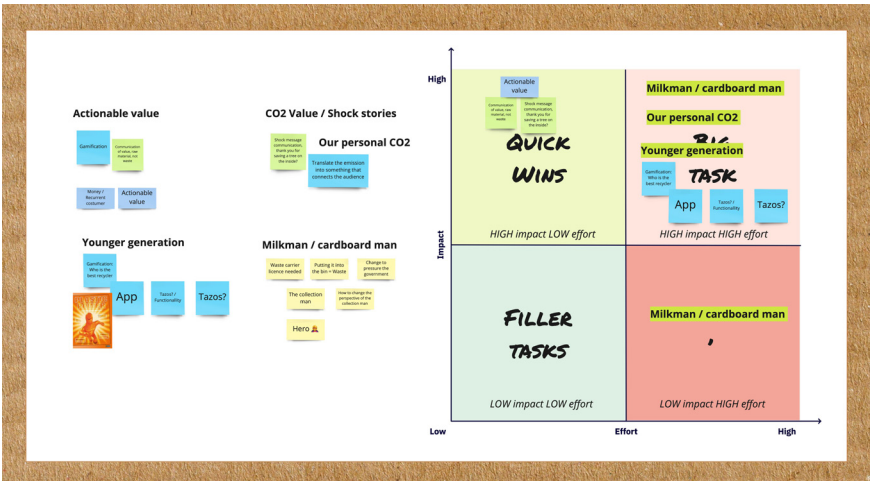 Actionable value
Gamification
Communication
of value, raw
material, not
waste
Money /
Recurrent
costumer
Actionable
value
CO2 Value / Shock stories
Shock message
communication,
thank you for
saving a tree on
the inside?
Our personal CO2
Translate the emission
into something that
connects the audience
Younger generation
Gamification:
Who is the
best recycler
App
Tazos? /
Functionality
Tazos?
Milkman / cardboard man
Waste carrier
licence needed
Putting it into
the bin = Waste
Change to
pressure the
government
The collection
man
How to change the
perspective of the
collection man
Hero
High
Impact
Low
Effort
High
Actionable
value
Communication
of value, raw
material, not
waste
Shock message
communication,
thank you for
saving a tree on
the inside?
QUICK
WINS
HIGH impact LOW effort
Milkman / cardboard man
Our personal CO2
Younger generation
TASK
Gamification:
Who is the
best recycler
App
Tazos? /
Functionality
Tazos?
HIGH impact HIGH effort
FILLER
TASKS
LOW impact LOW effort
Milkman / cardboard man
LOW impact HIGH effort